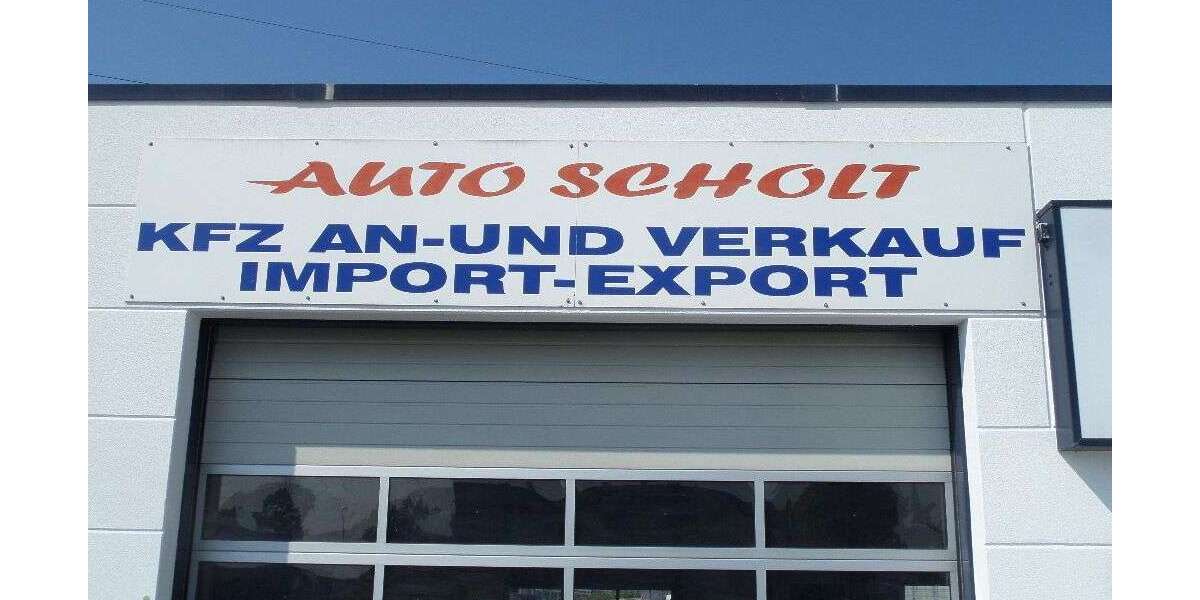 AUTO SCHOLT
KFZ AN-UND VERKAUF
IMPORT-EXPORT